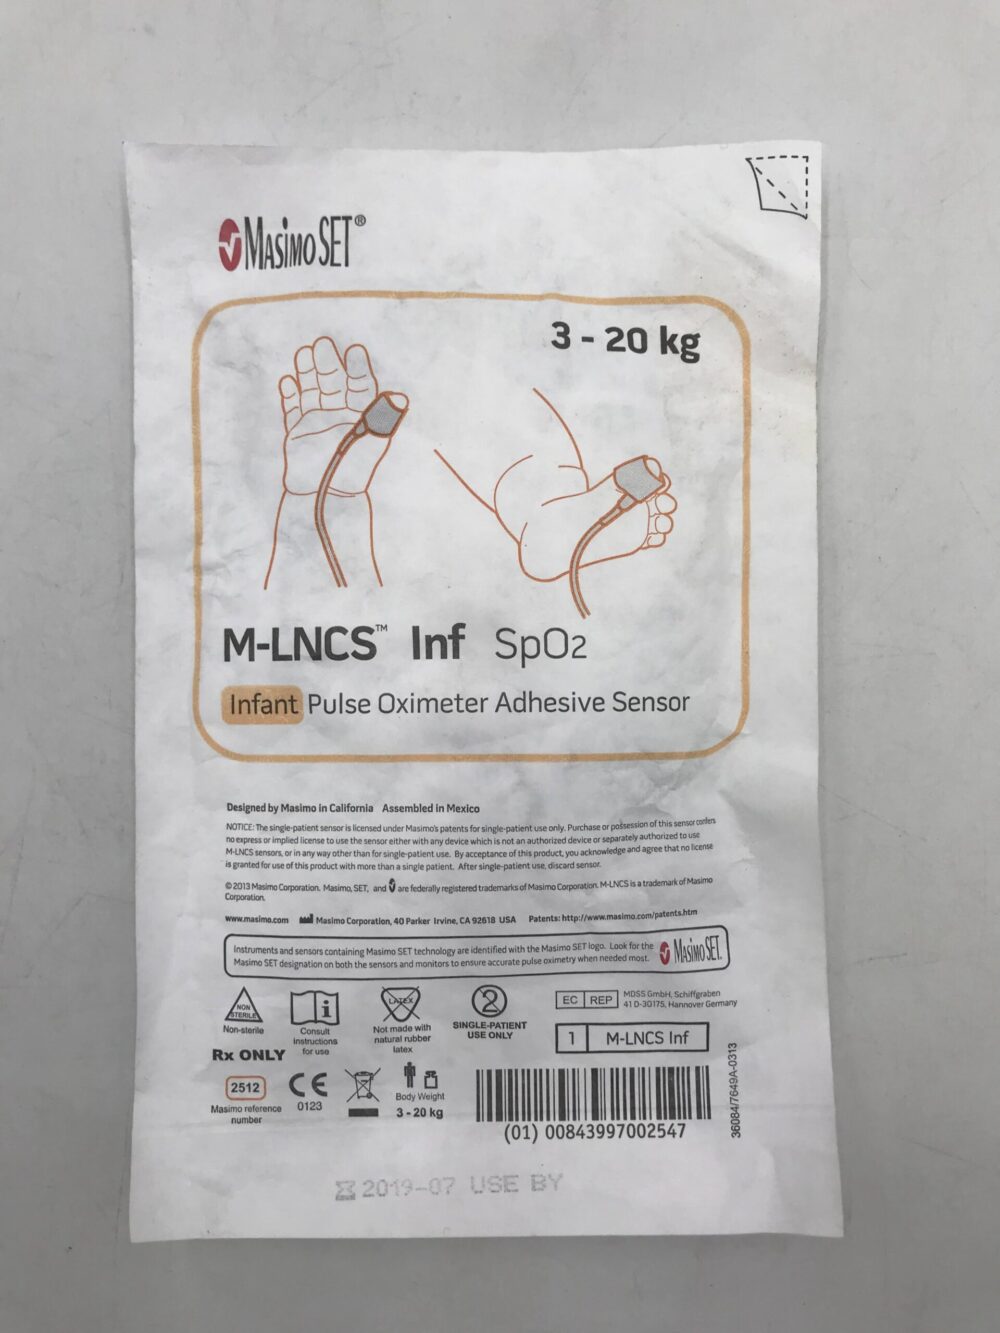 Masimo SET®
3 - 20 kg
M-LNCS™ Inf SpO2
Infant Pulse Oximeter Adhesive Sensor
Designed by Masimo in California Assembled in Mexico
NOTICE: The single-patient sensor is licensed under Masimo's patents for single-patient use only. Purchase or possession of this sensor confers
no express or implied license to use the sensor either with any device which is not an authorized device or separately authorized to use
M-LNCS sensors, or in any way other than for single-patient use. By acceptance of this product, you acknowledge and agree that no license
is granted for use of this product with more than a single patient. After single-patient use, discard sensor.
© 2013 Masimo Corporation. Masimo, SET, and are federally registered trademarks of Masimo Corporation. M-LNCS is a trademark of Masimo
Corporation.
www.masimo.com Masimo Corporation, 40 Parker Irvine, CA 92618 USA Patents: http://www.masimo.com/patents.htm
Instruments and sensors containing Masimo SET technology are identified with the Masimo SET logo. Look for the
Masimo SET designation on both the sensors and monitors to ensure accurate pulse oximetry when needed most.
Masimo SET.
NON
STERILE
Non-sterile
i
Consult
instructions
for use
LATEX
Not made with
natural rubber
latex
2
SINGLE-PATIENT
USE ONLY
EC REP
MDSS GmbH, Schiffgraben
41 D-30175, Hannover Germany
1 M-LNCS Inf
Rx ONLY
2512
Masimo reference
number
CE
0123
Body Weight
3 - 20 kg
(01) 00843997002547
36084/7649A-0313
2019-07 USE BY